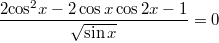 \frac{2\cos^2 x - 2\cos x \cos 2x - 1}{\sqrt{\sin x}} = 0